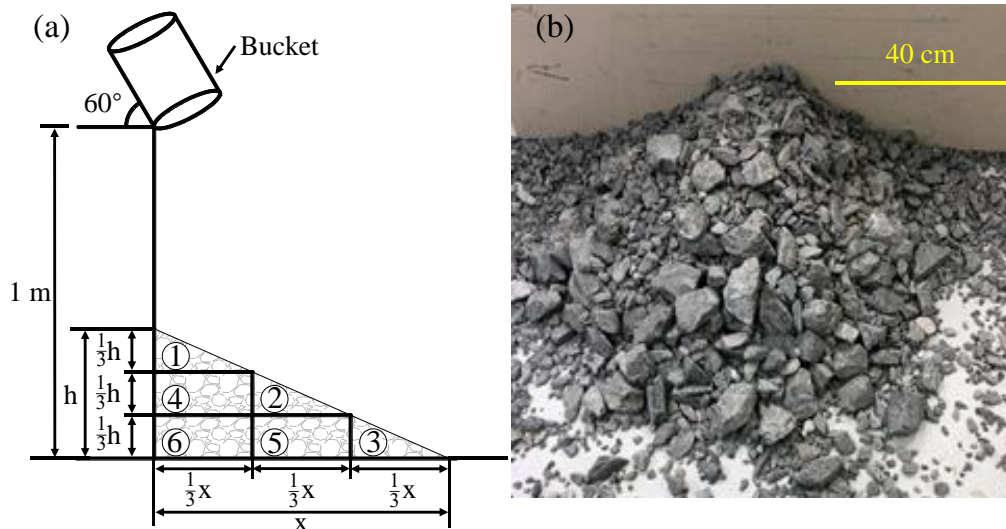 (a)
Bucket
60°
1 m
h
1/3h
1/3h
1/3h
①
④
②
⑥
⑤
③
1/3x
1/3x
1/3x
x
(b)
40 cm